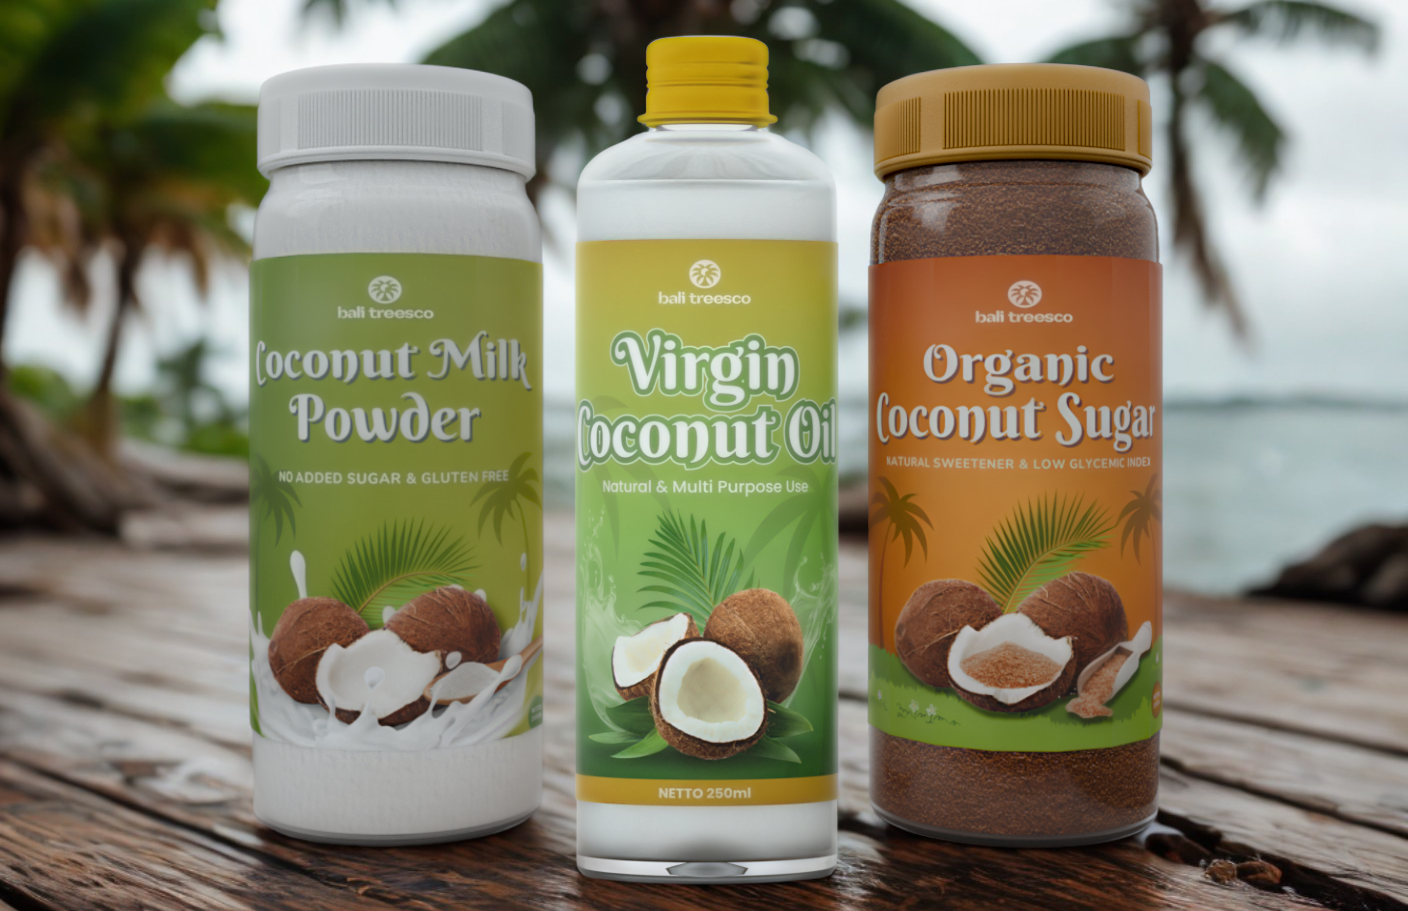 bali treesco
Coconut Milk
Powder
NO ADDED SUGAR & GLUTEN FREE
bali treesco
Virgin
Coconut Oil
Natural & Multi Purpose Use
NETTO 250ml
bali treesco
Organic
Coconut Sugar
NATURAL SWEETENER & LOW GLYCEMIC INDEX